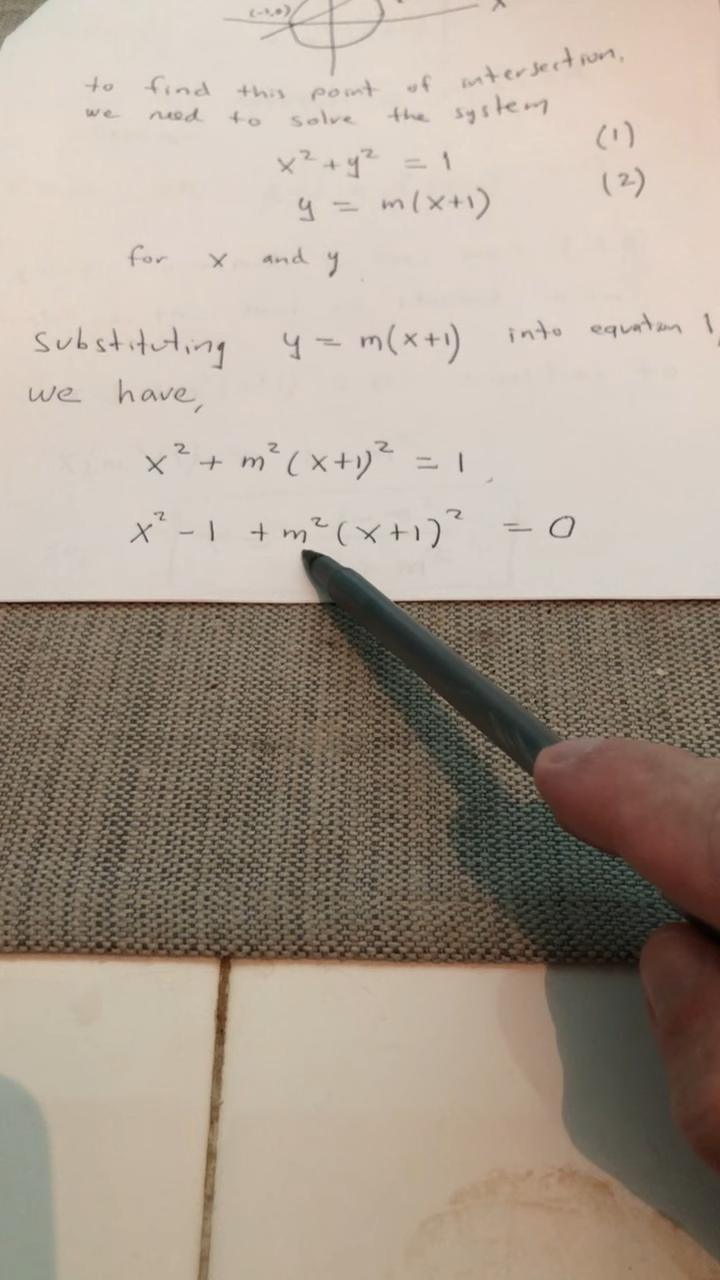 (-1,0)
x
to find this point of intersection,
we need to solve the system
x² + y² = 1 (1)
y = m(x+1) (2)
for x and y
Substituting y = m(x+1) into equation 1,
we have,
x² + m²(x+1)² = 1
x² - 1 + m²(x+1)² = 0